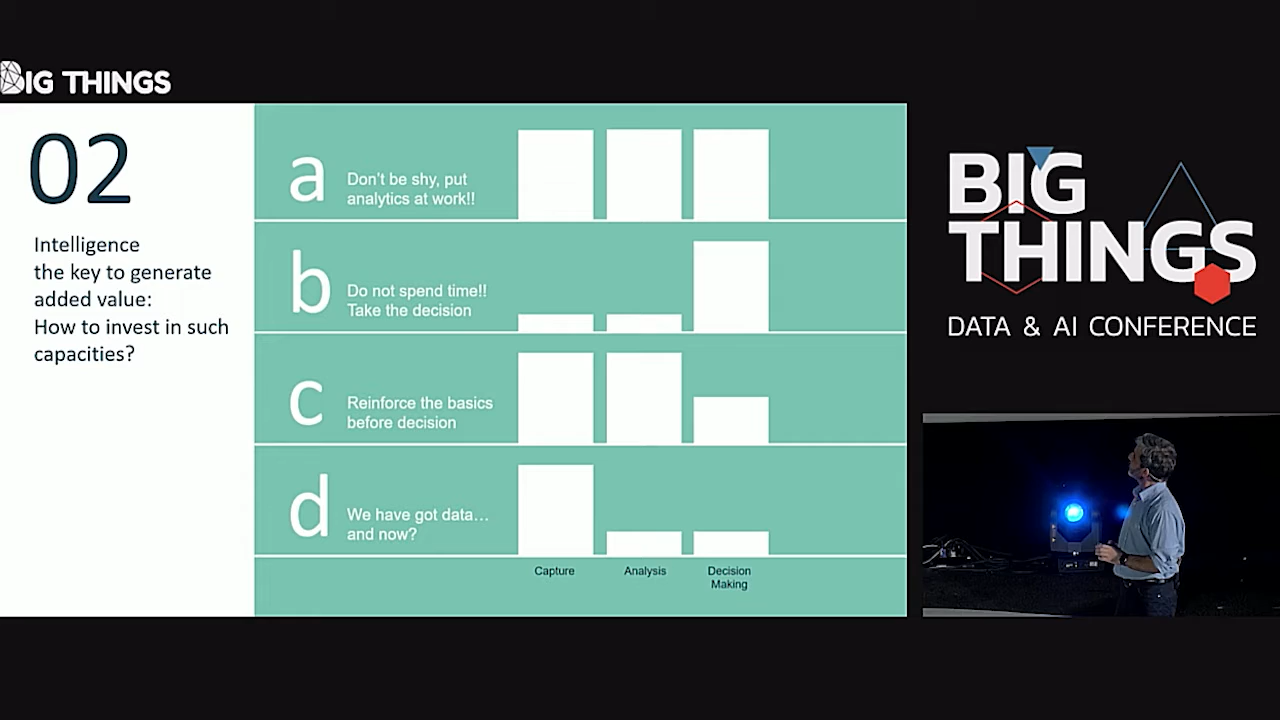 BIG THINGS
02
Intelligence
the key to generate
added value:
How to invest in such
capacities?
a
Don't be shy, put
analytics at work!!
b
Do not spend time!!
Take the decision
c
Reinforce the basics
before decision
d
We have got data…
and now?
Capture
Analysis
Decision
Making
BIG
THINGS
DATA & AI CONFERENCE